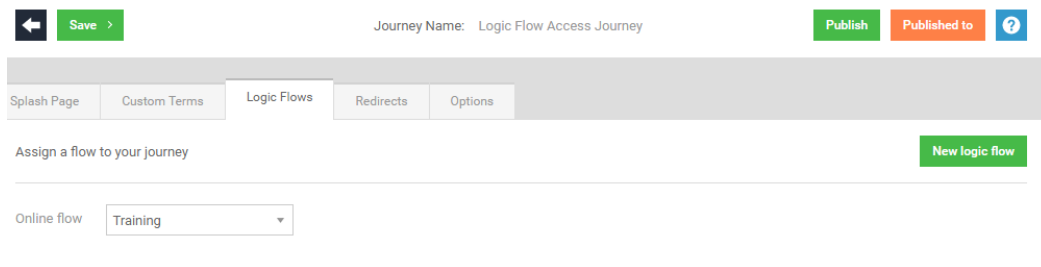 Save >
Journey Name: Logic Flow Access Journey
Publish
Published to
?
Splash Page
Custom Terms
Logic Flows
Redirects
Options
Assign a flow to your journey
New logic flow
Online flow
Training